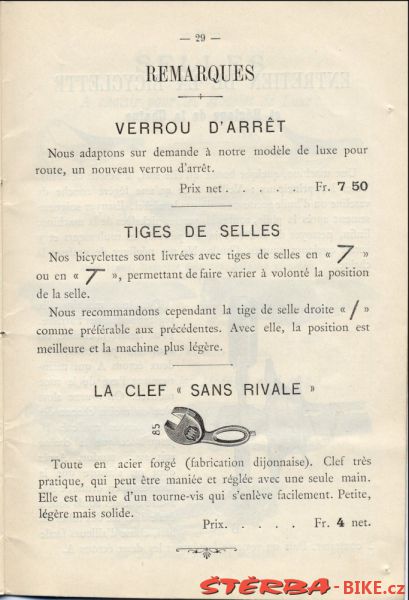 — 29 —
REMARQUES
VERROU D'ARRÊT
Nous adaptons sur demande à notre modèle de luxe pour
route, un nouveau verrou d'arrêt.
Prix net . . . . . Fr. 7 50
TIGES DE SELLES
Nos bicyclettes sont livrées avec tiges de selles en « 7 »
ou en « T », permettant de faire varier à volonté la position
de la selle.
Nous recommandons cependant la tige de selle droite « / »
comme préférable aux précédentes. Avec elle, la position est
meilleure et la machine plus légère.
LA CLEF « SANS RIVALE »
85
Toute en acier forgé (fabrication dijonnaise). Clef très
pratique, qui peut être maniée et réglée avec une seule main.
Elle est munie d'un tourne-vis qui s'enlève facilement. Petite,
légère mais solide.
Prix. . . . . Fr. 4 net.
ŠTĚRBA-BIKE.cz